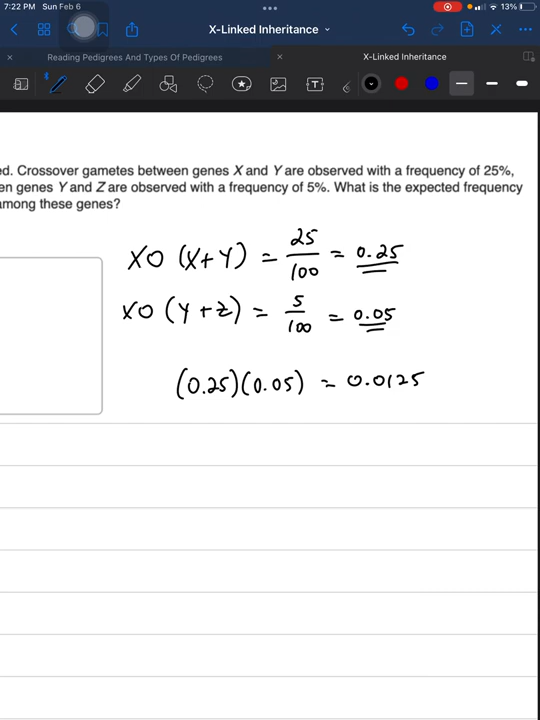 7:22 PM Sun Feb 6
13%
X-Linked Inheritance
Reading Pedigrees And Types Of Pedigrees
X-Linked Inheritance
ed. Crossover gametes between genes X and Y are observed with a frequency of 25%,
en genes Y and Z are observed with a frequency of 5%. What is the expected frequency
among these genes?
XO (X+Y) = 25/100 = 0.25
XO (Y+Z) = 5/100 = 0.05
(0.25)(0.05) = 0.0125